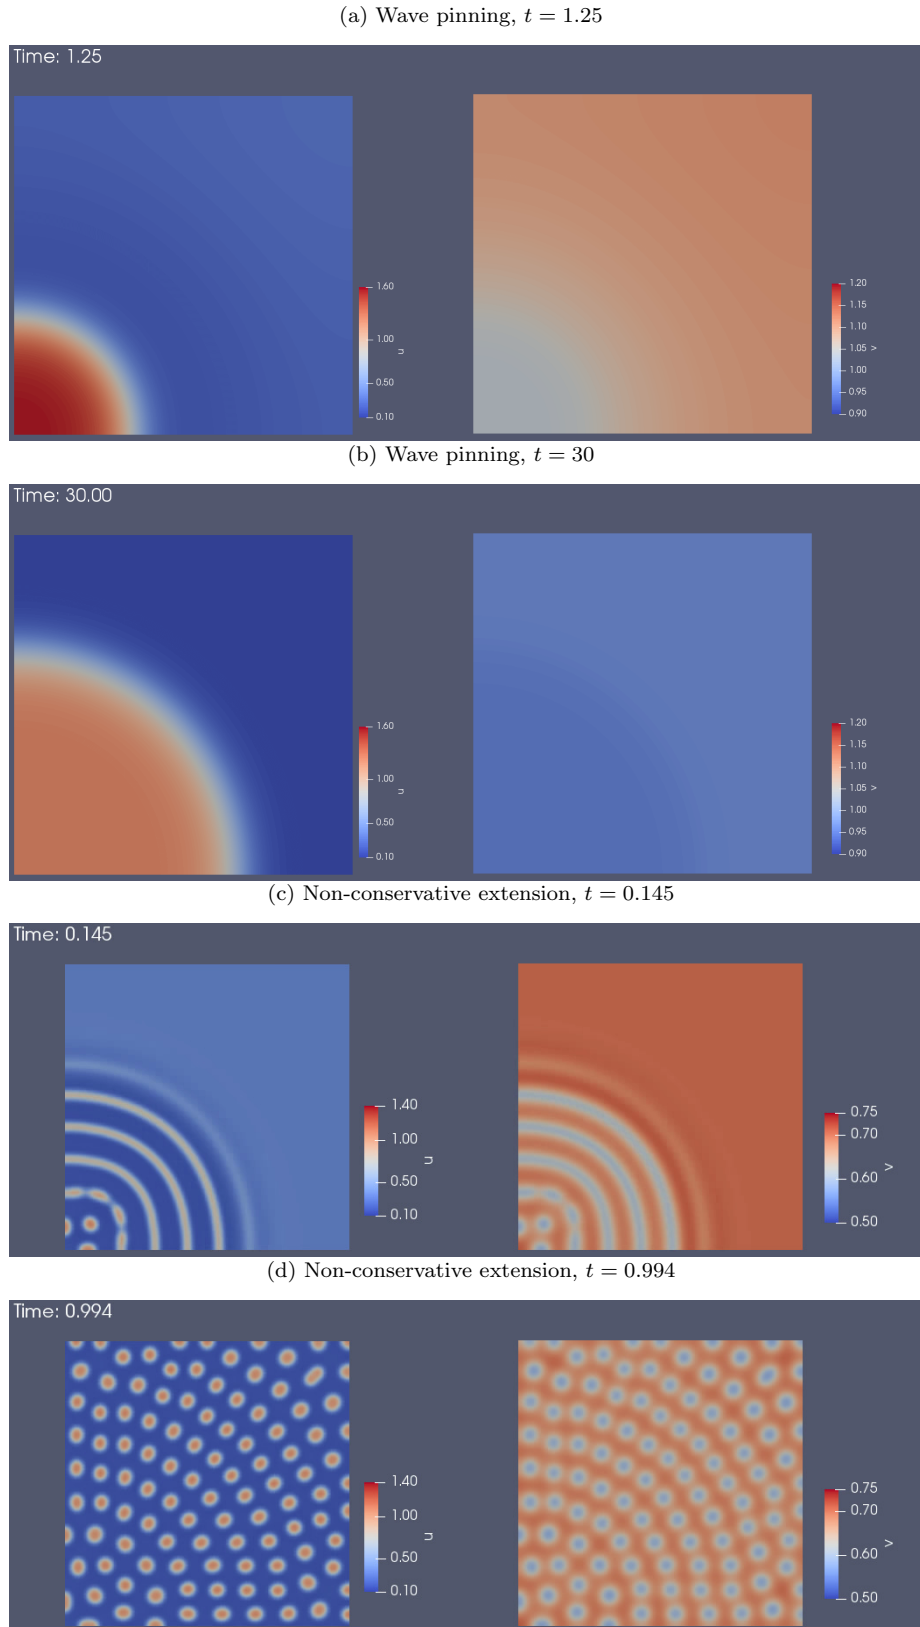 (a) Wave pinning, t = 1.25
Time: 1.25
1.60
1.00
0.50
0.10
u
1.20
1.15
1.10
1.05
1.00
0.95
0.90
v
(b) Wave pinning, t = 30
Time: 30.00
1.60
1.00
0.50
0.10
u
1.20
1.15
1.10
1.05
1.00
0.95
0.90
v
(c) Non-conservative extension, t = 0.145
Time: 0.145
1.40
1.00
0.50
0.10
u
0.75
0.70
0.60
0.50
v
(d) Non-conservative extension, t = 0.994
Time: 0.994
1.40
1.00
0.50
0.10
u
0.75
0.70
0.60
0.50
v